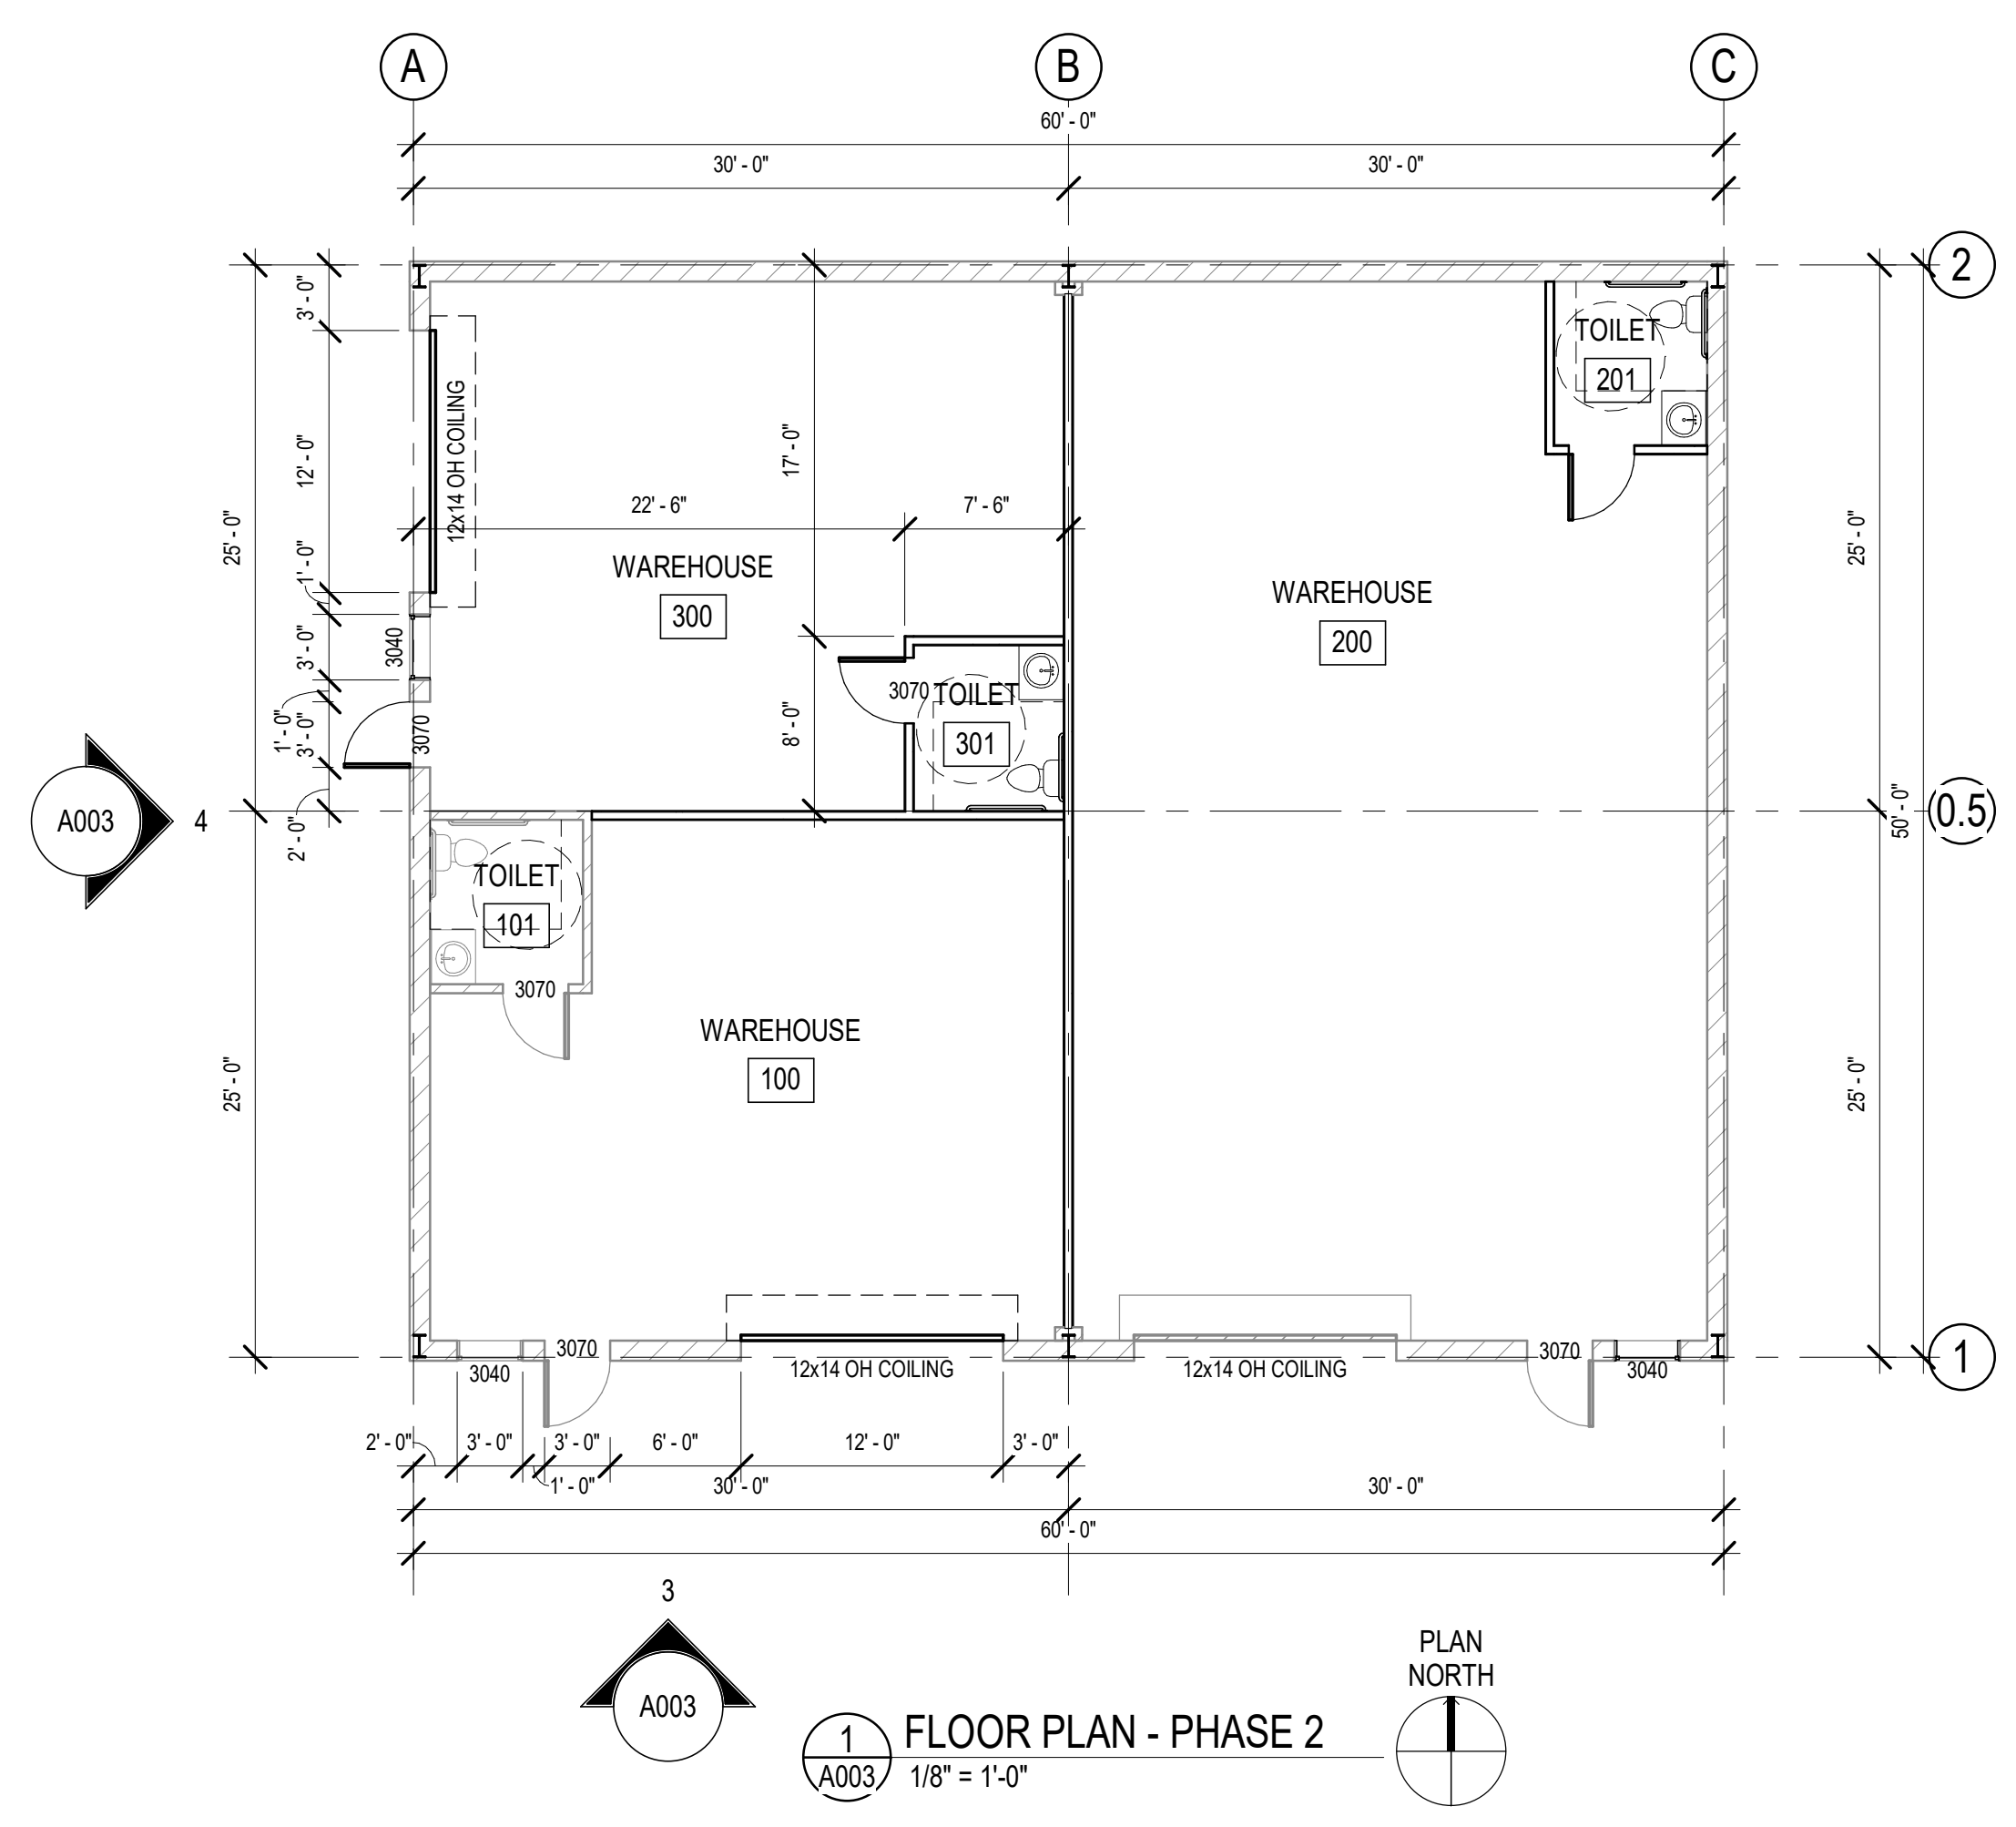 A
B
C
60' - 0"
30' - 0"
30' - 0"
2
3' - 0"
12' - 0"
25' - 0"
1' - 0"
3' - 0"
1' - 0"
3' - 0"
2' - 0"
25' - 0"
12x14 OH COILING
17' - 0"
8' - 0"
22' - 6"
7' - 6"
WAREHOUSE
300
3040
3070
3070
TOILET
301
TOILET
201
WAREHOUSE
200
25' - 0"
50' - 0"
0.5
25' - 0"
A003
4
TOILET
101
3070
WAREHOUSE
100
1
3070
3040
12x14 OH COILING
12x14 OH COILING
3070
3040
2' - 0"
3' - 0"
3' - 0"
6' - 0"
12' - 0"
3' - 0"
1' - 0"
30' - 0"
30' - 0"
60' - 0"
3
A003
PLAN
NORTH
1
A003
FLOOR PLAN - PHASE 2
1/8" = 1'-0"